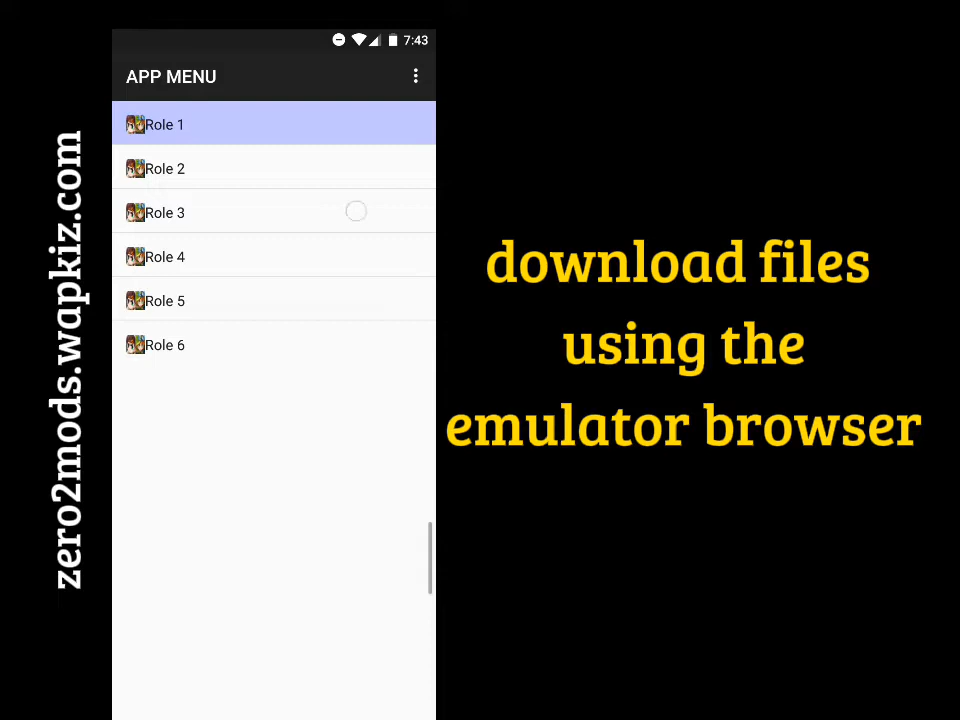 7:43
APP MENU
Role 1
Role 2
Role 3
Role 4
Role 5
Role 6
zero2mods.wapkiz.com
download files
using the
emulator browser